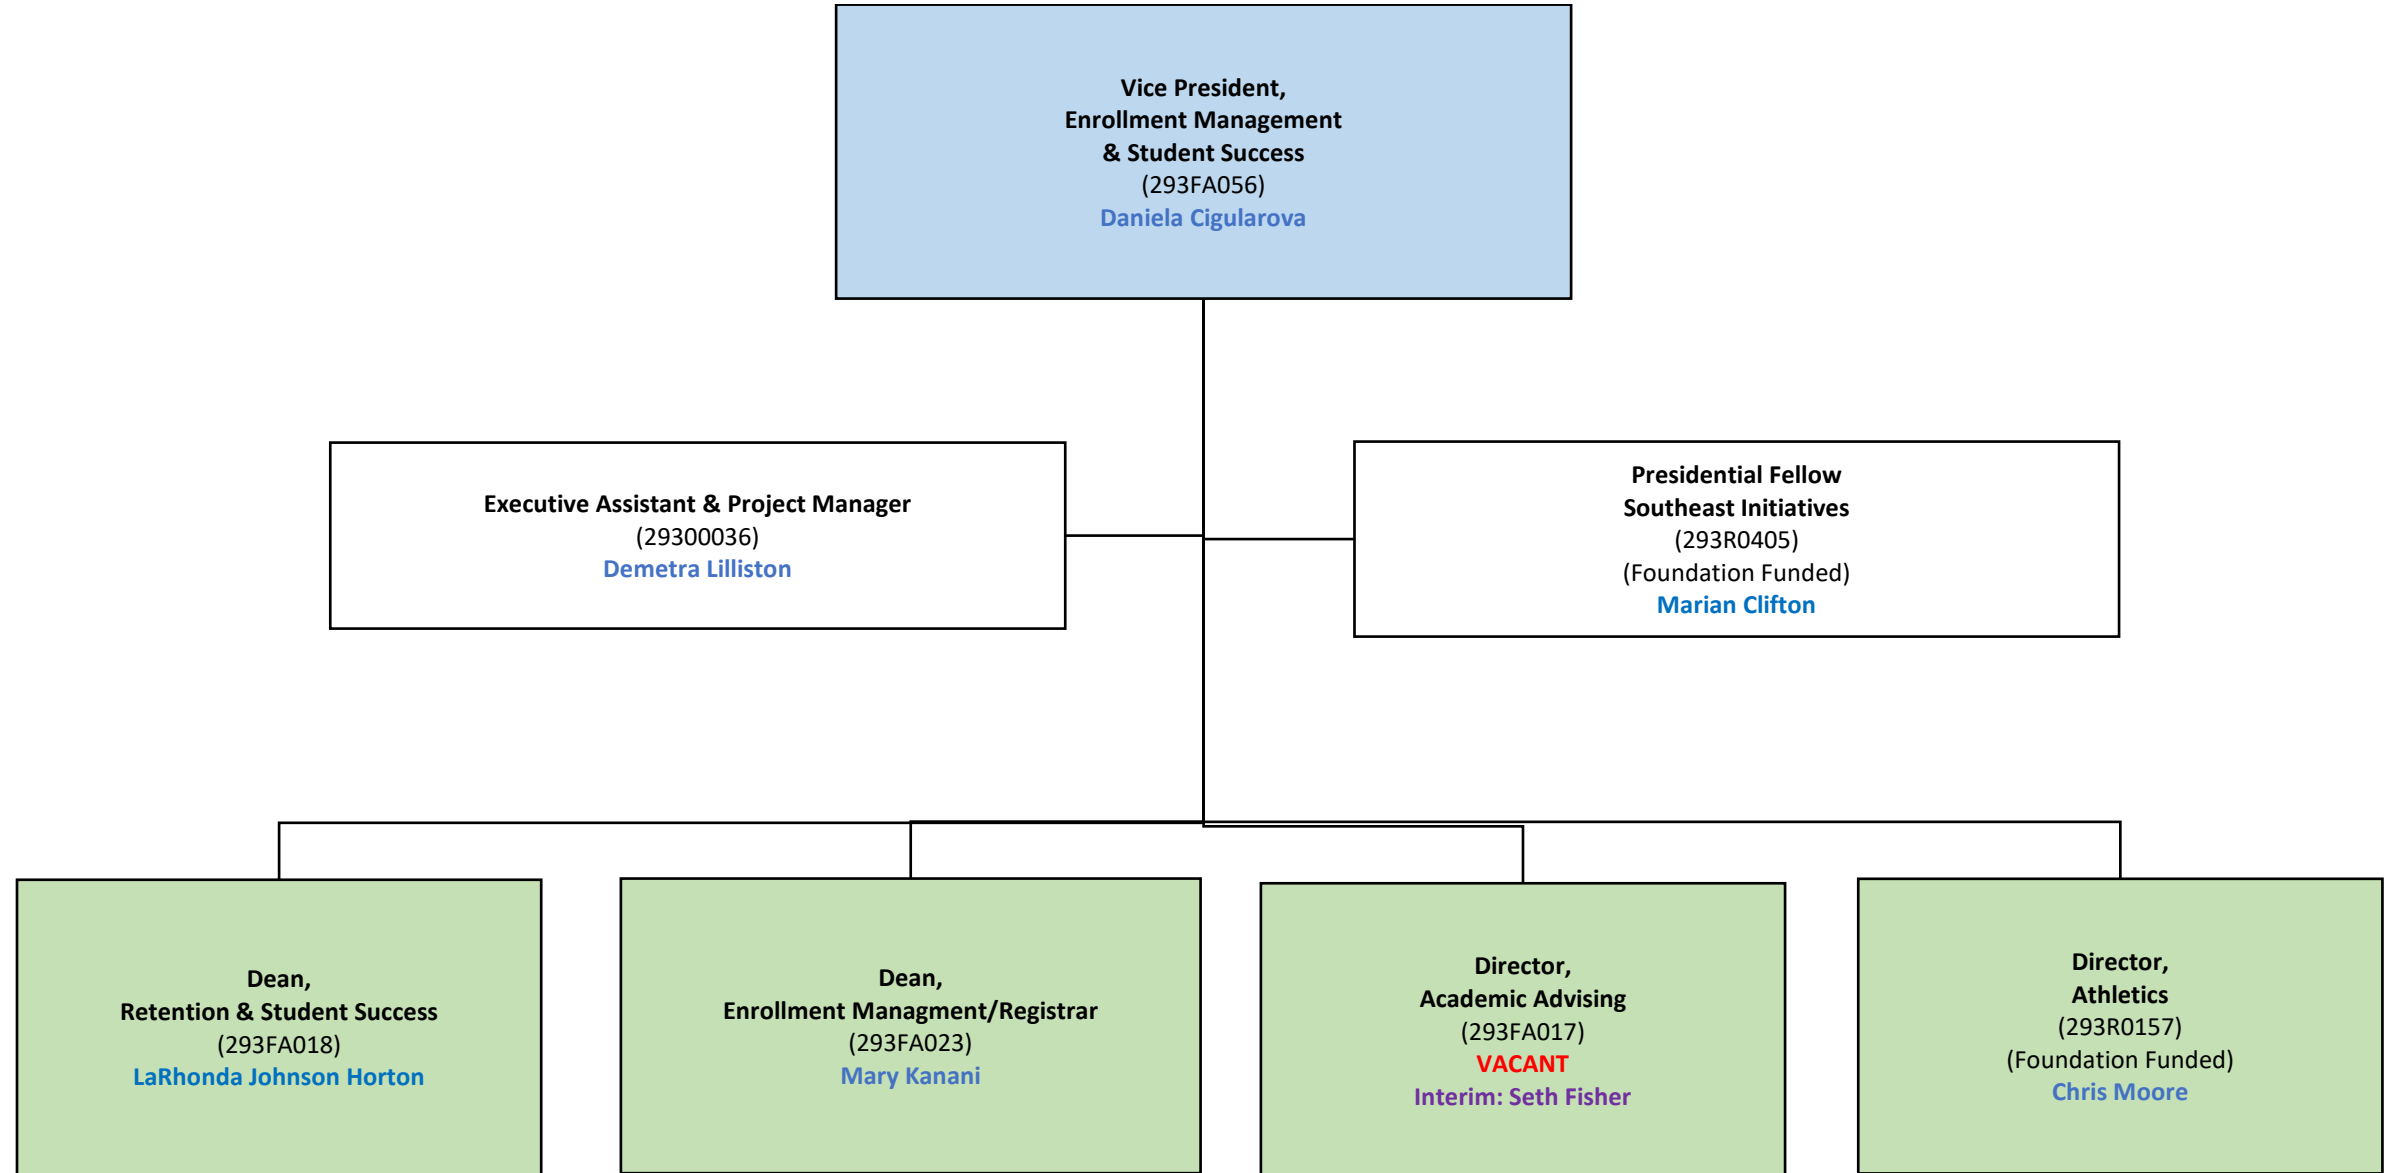 Vice President,
Enrollment Management
& Student Success
(293FA056)
Daniela Cigularova
Executive Assistant & Project Manager
(29300036)
Demetra Lilliston
Presidential Fellow
Southeast Initiatives
(293R0405)
(Foundation Funded)
Marian Clifton
Dean,
Retention & Student Success
(293FA018)
LaRhonda Johnson Horton
Dean,
Enrollment Managment/Registrar
(293FA023)
Mary Kanani
Director,
Academic Advising
(293FA017)
VACANT
Interim: Seth Fisher
Director,
Athletics
(293R0157)
(Foundation Funded)
Chris Moore